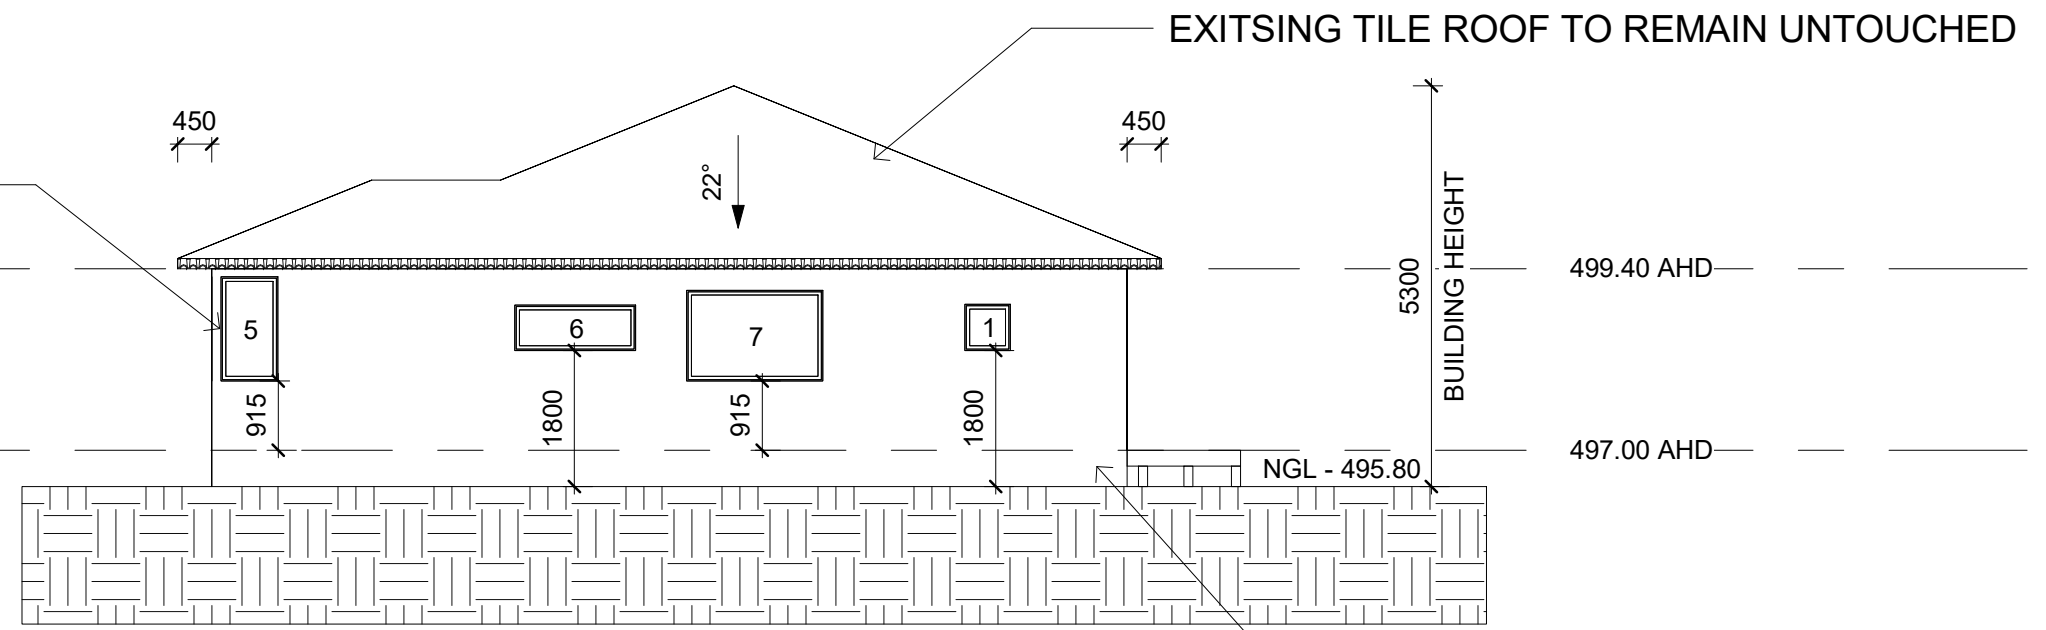 EXITSING TILE ROOF TO REMAIN UNTOUCHED
450
450
22°
5300
BUILDING HEIGHT
499.40 AHD
5
6
7
1
915
1800
915
1800
497.00 AHD
NGL - 495.80